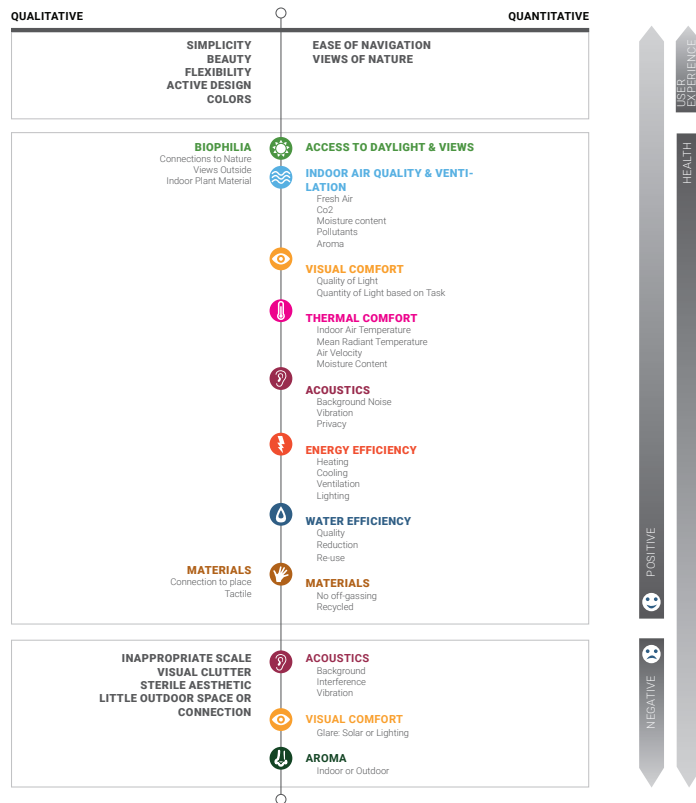 QUALITATIVE
QUANTITATIVE
SIMPLICITY
BEAUTY
FLEXIBILITY
ACTIVE DESIGN
COLORS
EASE OF NAVIGATION
VIEWS OF NATURE
BIOPHILIA
Connections to Nature
Views Outside
Indoor Plant Material
ACCESS TO DAYLIGHT & VIEWS
INDOOR AIR QUALITY & VENTI-
LATION
Fresh Air
Co2
Moisture content
Pollutants
Aroma
VISUAL COMFORT
Quality of Light
Quantity of Light based on Task
THERMAL COMFORT
Indoor Air Temperature
Mean Radiant Temperature
Air Velocity
Moisture Content
ACOUSTICS
Background Noise
Vibration
Privacy
ENERGY EFFICIENCY
Heating
Cooling
Ventilation
Lighting
WATER EFFICIENCY
Quality
Reduction
Re-use
MATERIALS
Connection to place
Tactile
MATERIALS
No off-gassing
Recycled
INAPPROPRIATE SCALE
VISUAL CLUTTER
STERILE AESTHETIC
LITTLE OUTDOOR SPACE OR
CONNECTION
ACOUSTICS
Background
Interference
Vibration
VISUAL COMFORT
Glare: Solar or Lighting
AROMA
Indoor or Outdoor
POSITIVE
NEGATIVE
USER
EXPERIENCE
HEALTH